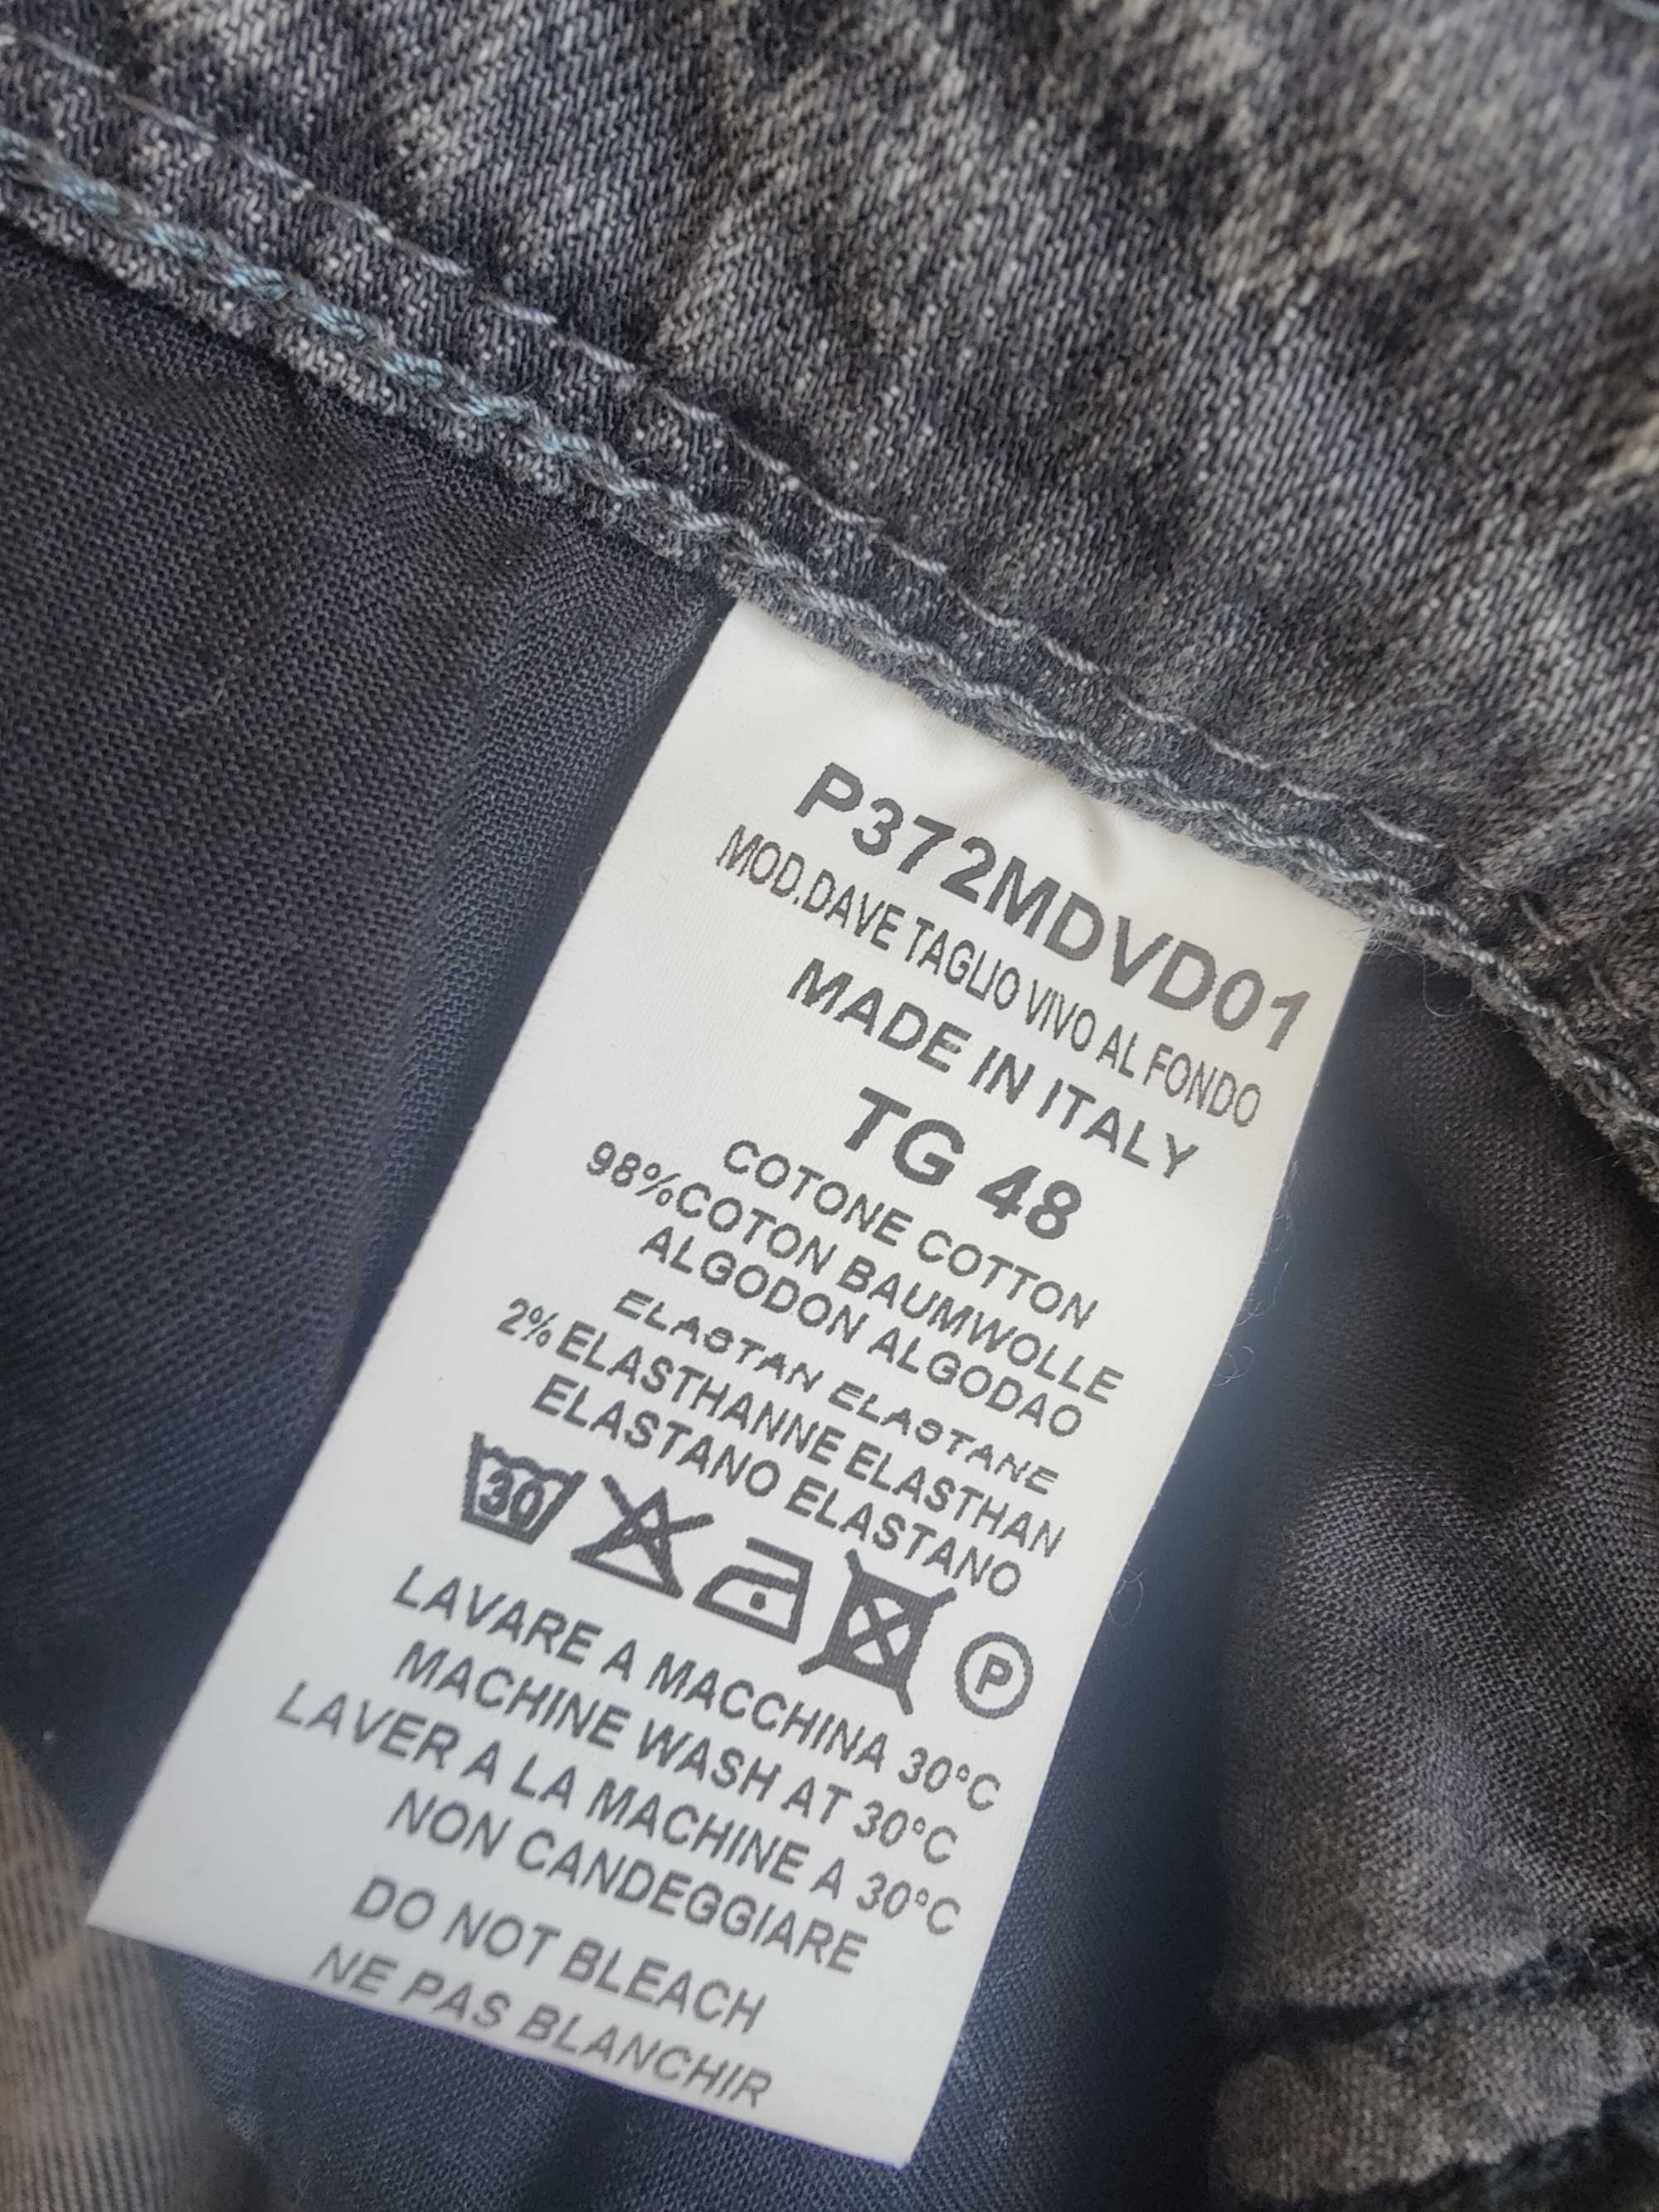 P372MDVD01
MOD.DAVE TAGLIO VIVO AL FONDO
MADE IN ITALY
TG 48
COTONE COTTON
98%COTON BAUMWOLLE
ALGODON ALGODAO
ELASTAN ELASTANE
2% ELASTHANNE ELASTHAN
ELASTANO ELASTANO
30 P
LAVARE A MACCHINA 30°C
MACHINE WASH AT 30°C
LAVER A LA MACHINE A 30°C
NON CANDEGGIARE
DO NOT BLEACH
NE PAS BLANCHIR